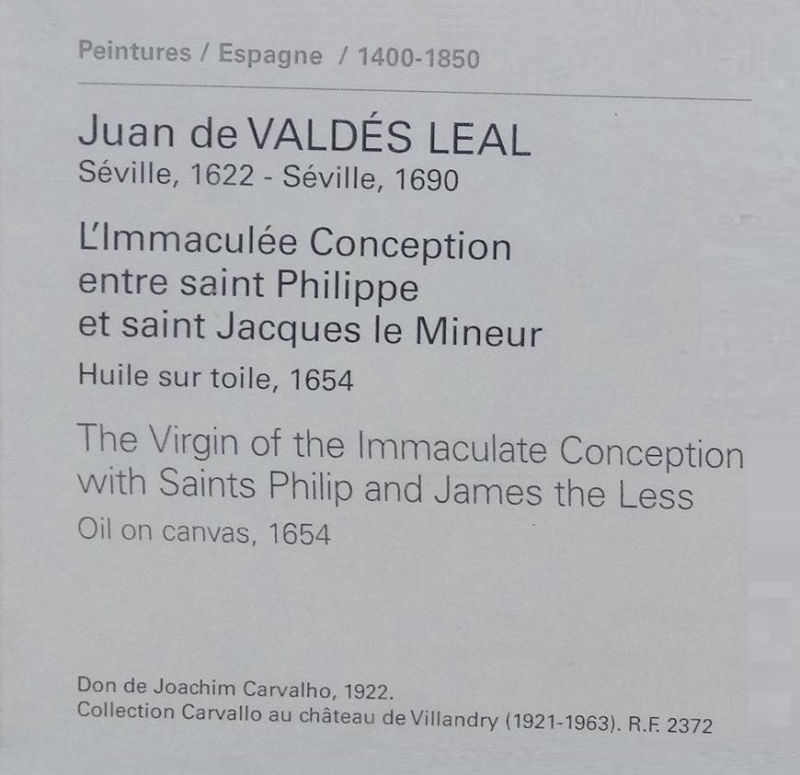 Peintures / Espagne / 1400-1850
Juan de VALDÉS LEAL
Séville, 1622 - Séville, 1690
L'Immaculée Conception
entre saint Philippe
et saint Jacques le Mineur
Huile sur toile, 1654
The Virgin of the Immaculate Conception
with Saints Philip and James the Less
Oil on canvas, 1654
Don de Joachim Carvalho, 1922.
Collection Carvallo au château de Villandry (1921-1963). R.F. 2372